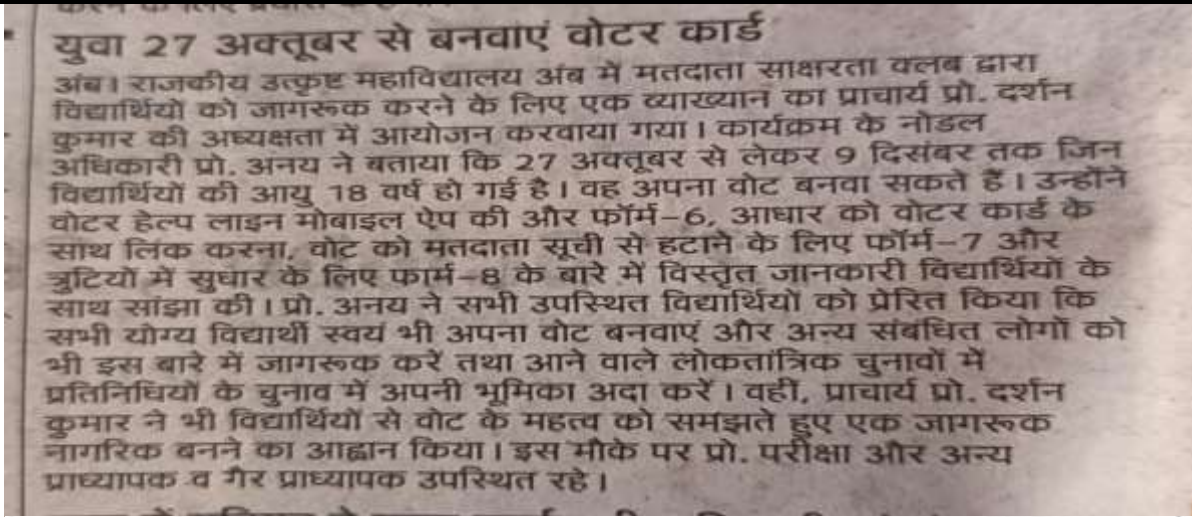 युवा 27 अक्तूबर से बनवाएं वोटर कार्ड
अंब। राजकीय उत्कृष्ट महाविद्यालय अंब में मतदाता साक्षरता क्लब द्वारा
विद्यार्थियों को जागरूक करने के लिए एक व्याख्यान का प्राचार्य प्रो. दर्शन
कुमार की अध्यक्षता में आयोजन करवाया गया। कार्यक्रम के नोडल
अधिकारी प्रो. अनय ने बताया कि 27 अक्तूबर से लेकर 9 दिसंबर तक जिन
विद्यार्थियों की आयु 18 वर्ष हो गई है। वह अपना वोट बनवा सकते हैं। उन्होंने
वोटर हेल्प लाइन मोबाइल ऐप की और फॉर्म-6, आधार को वोटर कार्ड के
साथ लिंक करना, वोट को मतदाता सूची से हटाने के लिए फॉर्म-7 और
त्रुटियों में सुधार के लिए फार्म-8 के बारे में विस्तृत जानकारी विद्यार्थियों के
साथ सांझा की। प्रो. अनय ने सभी उपस्थित विद्यार्थियों को प्रेरित किया कि
सभी योग्य विद्यार्थी स्वयं भी अपना वोट बनवाएं और अन्य संबंधित लोगों को
भी इस बारे में जागरूक करें तथा आने वाले लोकतांत्रिक चुनावों में
प्रतिनिधियों के चुनाव में अपनी भूमिका अदा करें। वहीं, प्राचार्य प्रो. दर्शन
कुमार ने भी विद्यार्थियों से वोट के महत्व को समझते हुए एक जागरूक
नागरिक बनने का आह्वान किया। इस मौके पर प्रो. परीक्षा और अन्य
प्राध्यापक व गैर प्राध्यापक उपस्थित रहे।